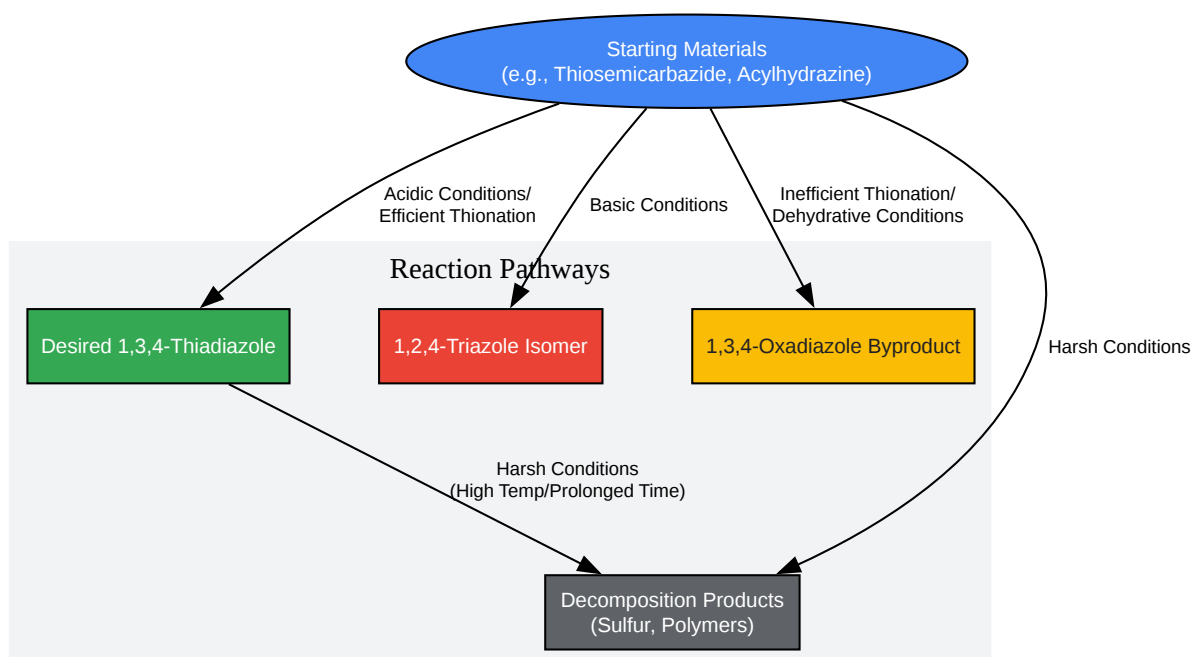 Starting Materials
(e.g., Thiosemicarbazide, Acylhydrazine)
Acidic Conditions/
Efficient Thionation
Basic Conditions
Inefficient Thionation/
Dehydrative Conditions
Reaction Pathways
Desired 1,3,4-Thiadiazole
1,2,4-Triazole Isomer
1,3,4-Oxadiazole Byproduct
Harsh Conditions
Harsh Conditions
(High Temp/Prolonged Time)
Decomposition Products
(Sulfur, Polymers)